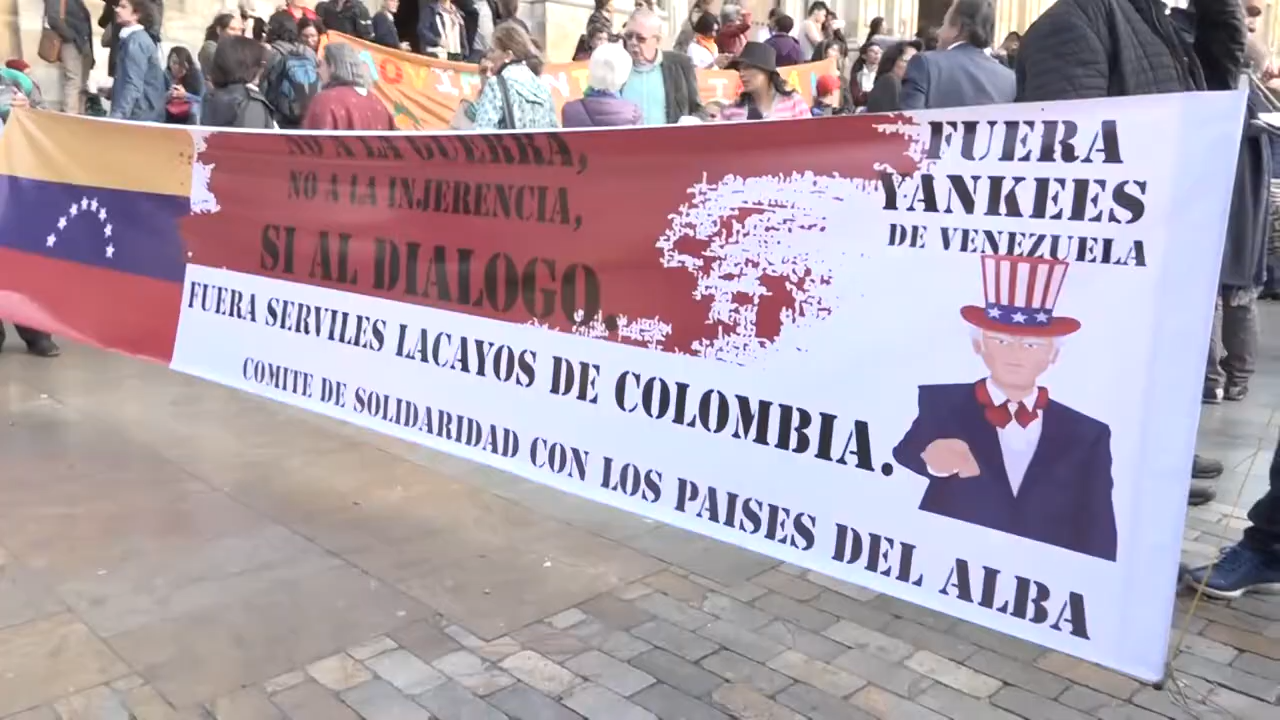 NO A LA GUERRA,
NO A LA INJERENCIA,
SI AL DIALOGO.
FUERA SERVILES LACAYOS DE COLOMBIA.
COMITE DE SOLIDARIDAD CON LOS PAISES DEL ALBA
FUERA
YANKEES
DE VENEZUELA